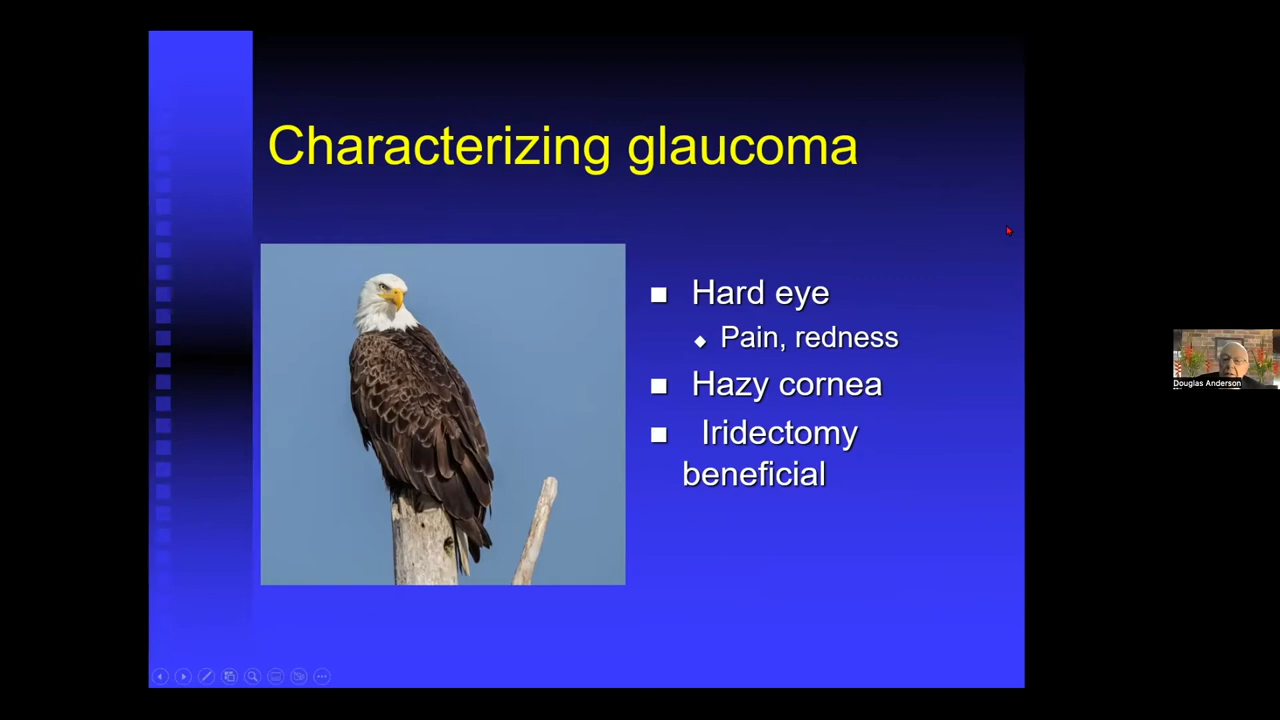 Characterizing glaucoma
Hard eye
Pain, redness
Hazy cornea
Iridectomy
beneficial
Douglas Anderson